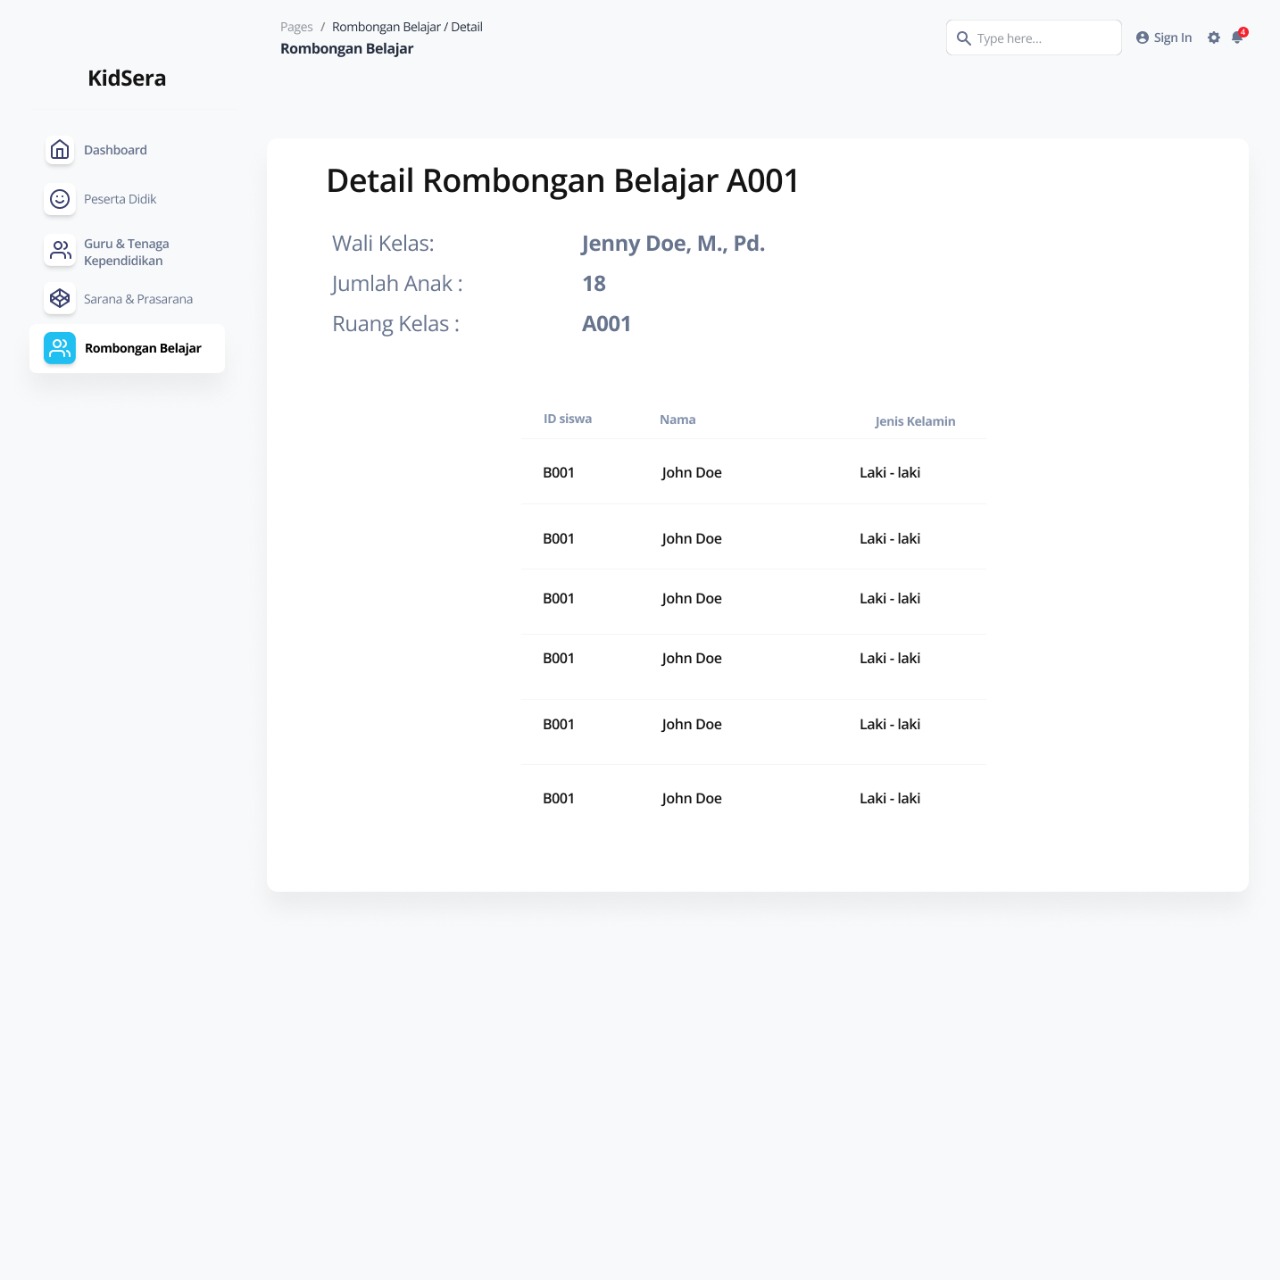 Pages / Rombongan Belajar / Detail
Rombongan Belajar
Type here...
Sign In
4
KidSera
Dashboard
Peserta Didik
Guru & Tenaga
Kependidikan
Sarana & Prasarana
Rombongan Belajar
Detail Rombongan Belajar A001
Wali Kelas: Jenny Doe, M., Pd.
Jumlah Anak : 18
Ruang Kelas : A001
ID siswa Nama Jenis Kelamin
B001 John Doe Laki - laki
B001 John Doe Laki - laki
B001 John Doe Laki - laki
B001 John Doe Laki - laki
B001 John Doe Laki - laki
B001 John Doe Laki - laki